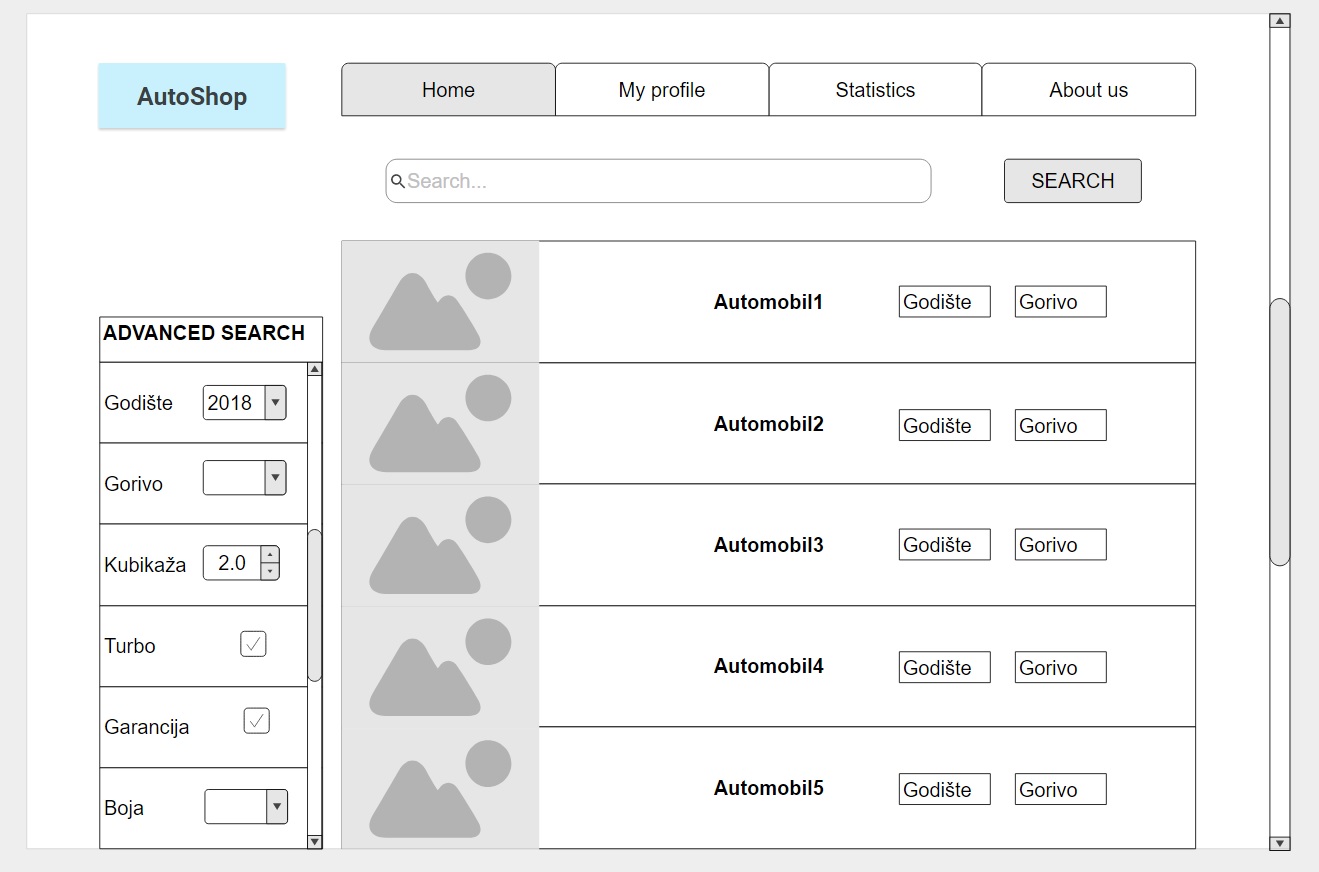 AutoShop
Home
My profile
Statistics
About us
Search...
SEARCH
ADVANCED SEARCH
Godište
2018
Gorivo
Kubikaža
2.0
Turbo
Garancija
Boja
Automobil1
Godište
Gorivo
Automobil2
Godište
Gorivo
Automobil3
Godište
Gorivo
Automobil4
Godište
Gorivo
Automobil5
Godište
Gorivo